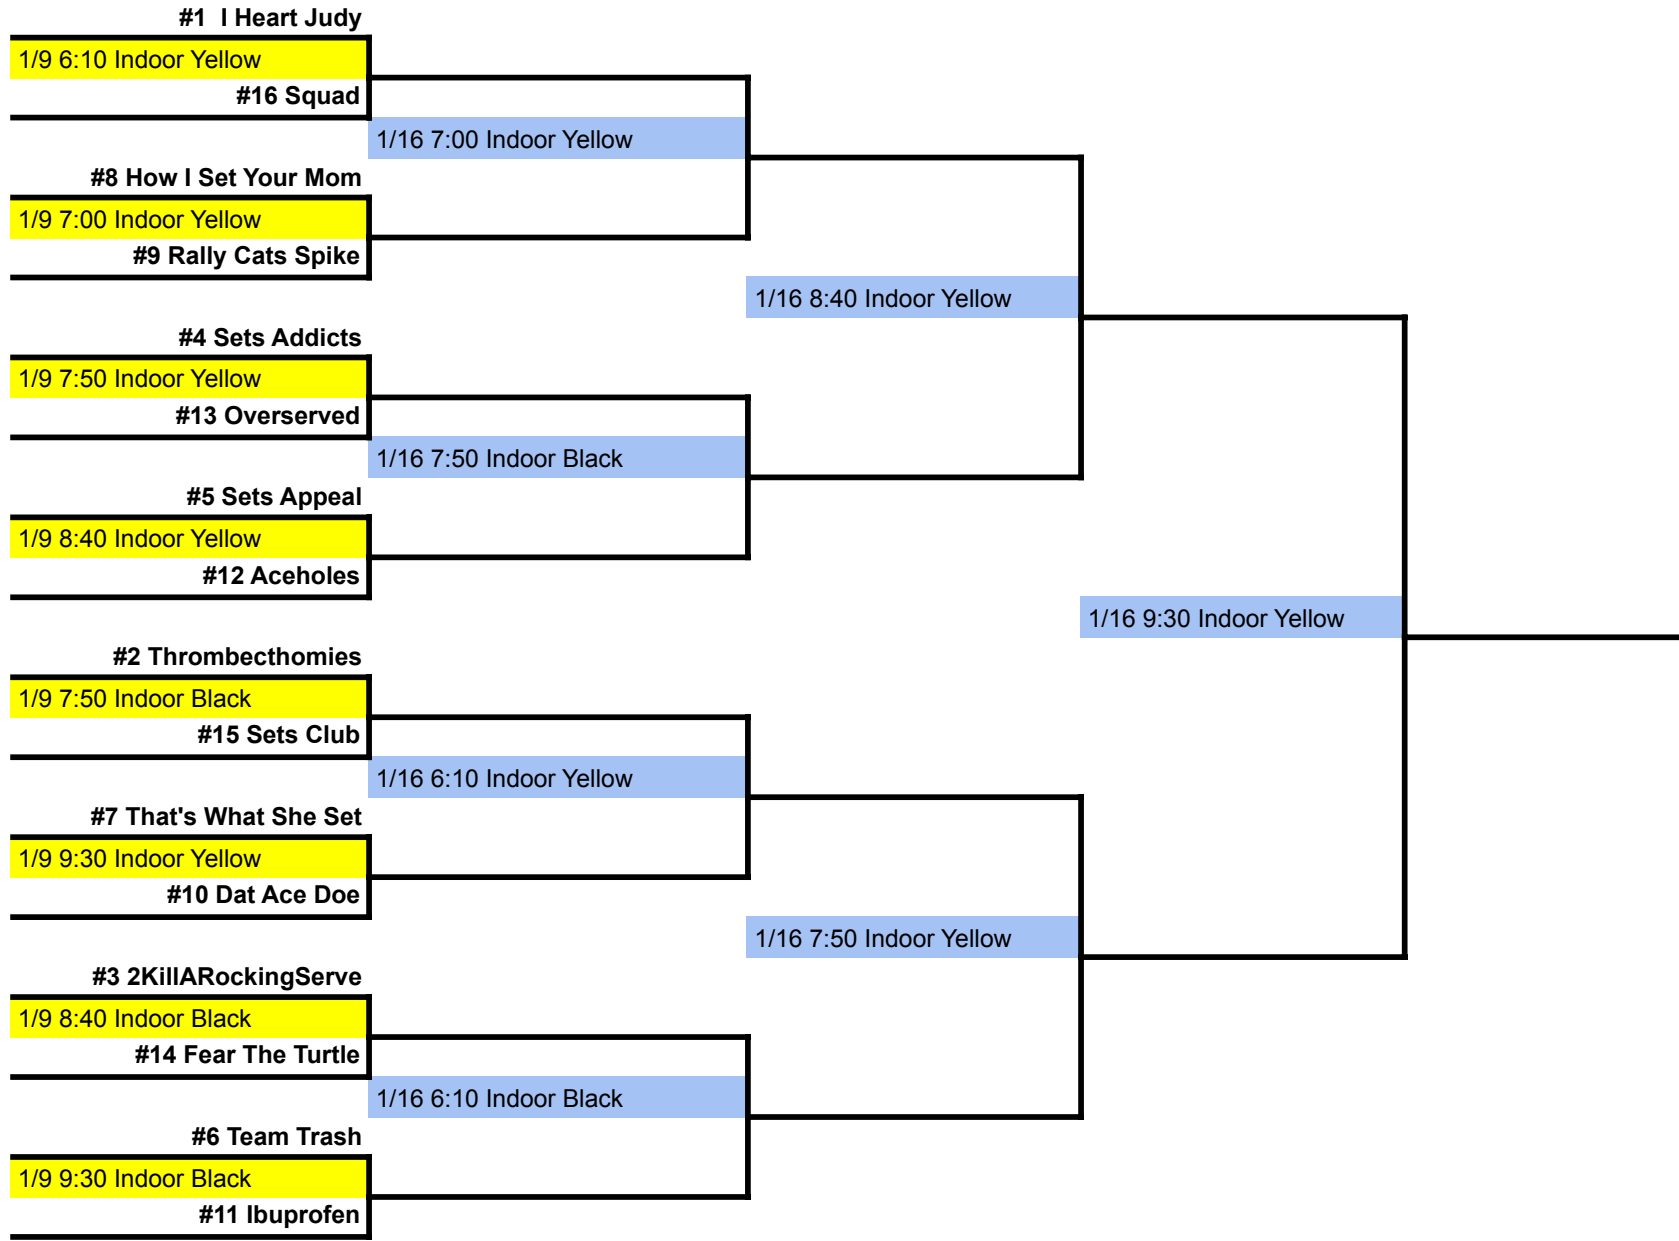 #1  I Heart Judy
1/9 6:10 Indoor Yellow
#16 Squad
1/16 7:00 Indoor Yellow
#8 How I Set Your Mom
1/9 7:00 Indoor Yellow
#9 Rally Cats Spike
1/16 8:40 Indoor Yellow
#4 Sets Addicts
1/9 7:50 Indoor Yellow
#13 Overserved
1/16 7:50 Indoor Black
#5 Sets Appeal
1/9 8:40 Indoor Yellow
#12 Aceholes
1/16 9:30 Indoor Yellow
#2 Thrombecthomies
1/9 7:50 Indoor Black
#15 Sets Club
1/16 6:10 Indoor Yellow
#7 That's What She Set
1/9 9:30 Indoor Yellow
#10 Dat Ace Doe
1/16 7:50 Indoor Yellow
#3 2KillARockingServe
1/9 8:40 Indoor Black
#14 Fear The Turtle
1/16 6:10 Indoor Black
#6 Team Trash
1/9 9:30 Indoor Black
#11 Ibuprofen